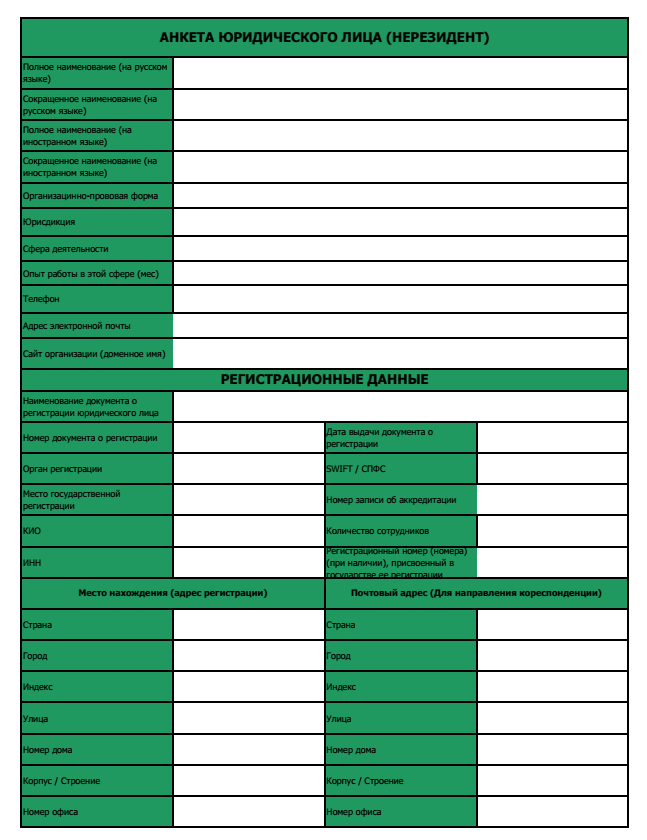 АНКЕТА ЮРИДИЧЕСКОГО ЛИЦА (НЕРЕЗИДЕНТ)
Полное наименование (на русском
языке)
Сокращенное наименование (на
русском языке)
Полное наименование (на
иностранном языке)
Сокращенное наименование (на
иностранном языке)
Организацинно-прововая форма
Юрисдикция
Сфера деятельности
Опыт работы в этой сфере (мес)
Телефон
Адрес электронной почты
Сайт организации (доменное имя)
РЕГИСТРАЦИОННЫЕ ДАННЫЕ
Наименование документа о
регистрации юридического лица
Номер документа о регистрации
Дата выдачи документа о
регистрации
Орган регистрации
SWIFT / СПФС
Место государственной
регистрации
Номер записи об аккредитации
КИО
Количество сотрудников
ИНН
Регистрационный номер (номера)
(при наличии), присвоенный в
государстве ее регистрации
Место нахождения (адрес регистрации)
Почтовый адрес (Для направления кореспонденции)
Страна
Страна
Город
Город
Индекс
Индекс
Улица
Улица
Номер дома
Номер дома
Корпус / Строение
Корпус / Строение
Номер офиса
Номер офиса